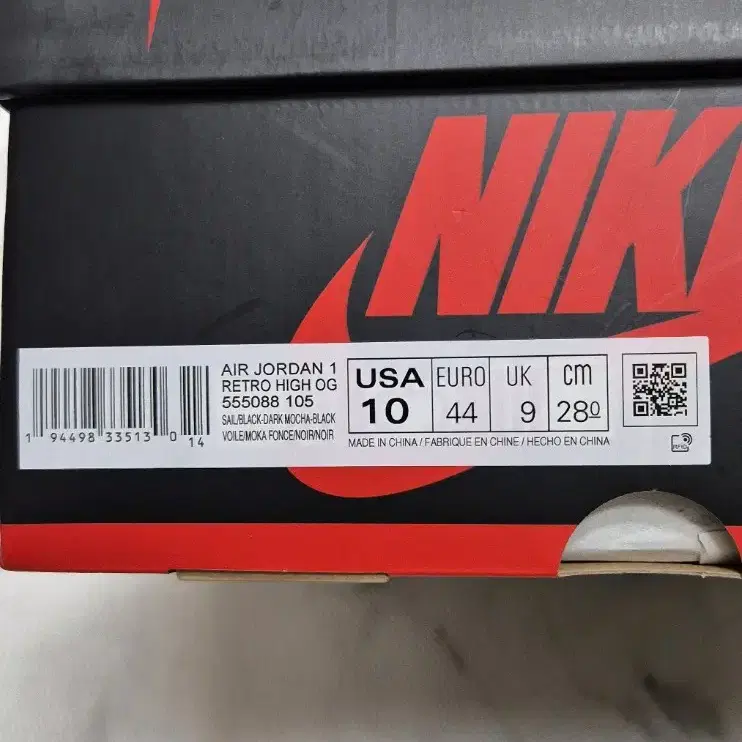 NIKE
AIR JORDAN 1
RETRO HIGH OG
555088 105
SAIL/BLACK-DARK MOCHA-BLACK
VOILE/MOKA FONCE/NOIR/NOIR
1 94498 33513 0 14
USA EURO UK cm
10 44 9 28⁰
MADE IN CHINA / FABRIQUE EN CHINE / HECHO EN CHINA